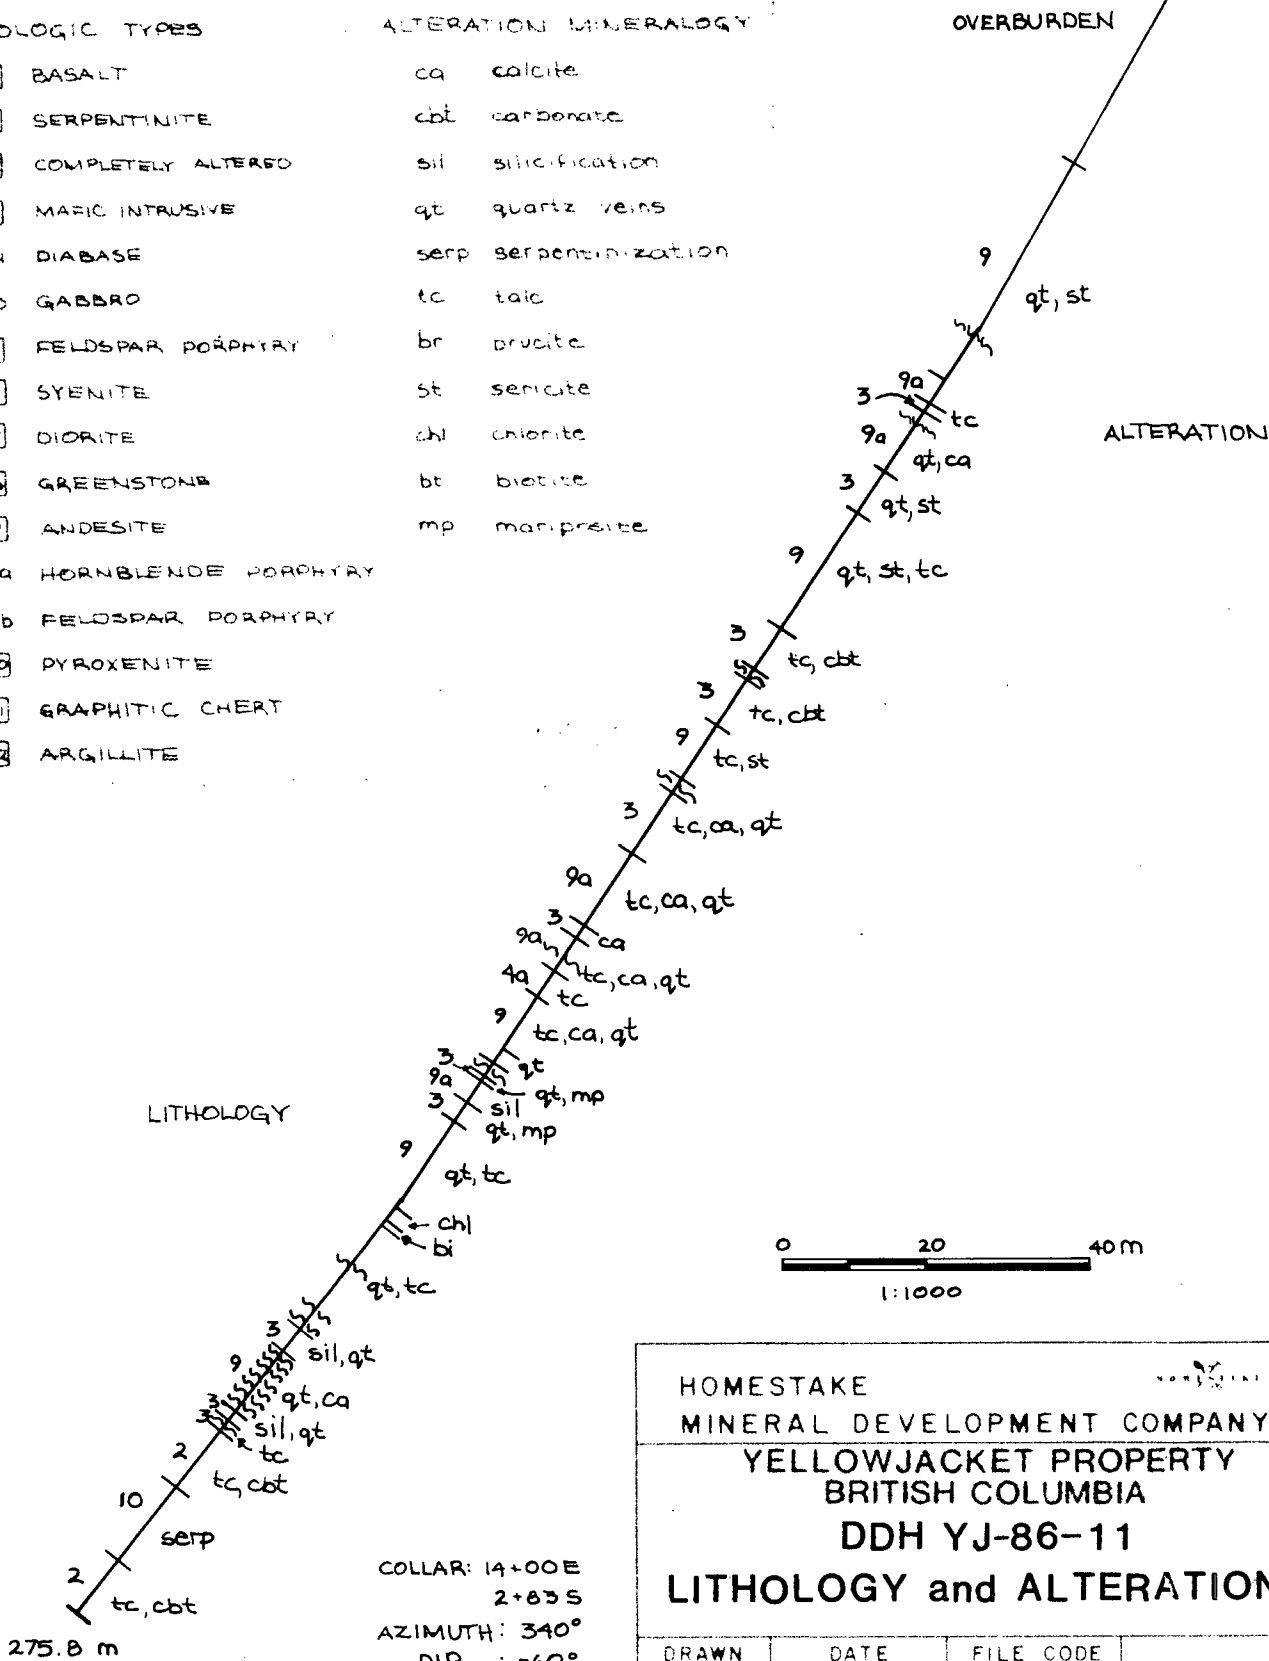 OLOGIC TYPES
BASALT
SERPENTINITE
COMPLETELY ALTERED
MAFIC INTRUSIVE
DIABASE
GABBRO
FELDSPAR PORPHYRY
SYENITE
DIORITE
GREENSTONE
ANDESITE
a HORNBLENDE PORPHYRY
b FELDSPAR PORPHYRY
PYROXENITE
GRAPHITIC CHERT
ARGILLITE
ALTERATION MINERALOGY
ca calcite
cbt carbonate
sil silicification
qt quartz veins
serp serpentinization
tc talc
br brucite
st sericite
chl chlorite
bt biotite
mp mariposite
OVERBURDEN
9
qt, st
9a
3
tc
9a
qt, ca
ALTERATION
3
qt, st
9
qt, st, tc
3
tc, cbt
3
tc, cbt
9
tc, st
3
tc, ca, qt
9a
tc, ca, qt
3
ca
9a
tc, ca, qt
4a
tc
9
tc, ca, qt
3
qt
9a
qt, mp
3
sil
qt, mp
LITHOLOGY
9
qt, tc
chl
bi
qt, tc
3
sil, qt
9
qt, ca
3
sil, qt
3
tc
2
tc, cbt
10
serp
2
tc, cbt
275.8 m
0 20 40 m
1:1000
COLLAR: 14+00 E
2+83 S
AZIMUTH: 340°
DIP : -60°
HOMESTAKE
MINERAL DEVELOPMENT COMPANY
YELLOWJACKET PROPERTY
BRITISH COLUMBIA
DDH YJ-86-11
LITHOLOGY and ALTERATION
DRAWN DATE FILE CODE